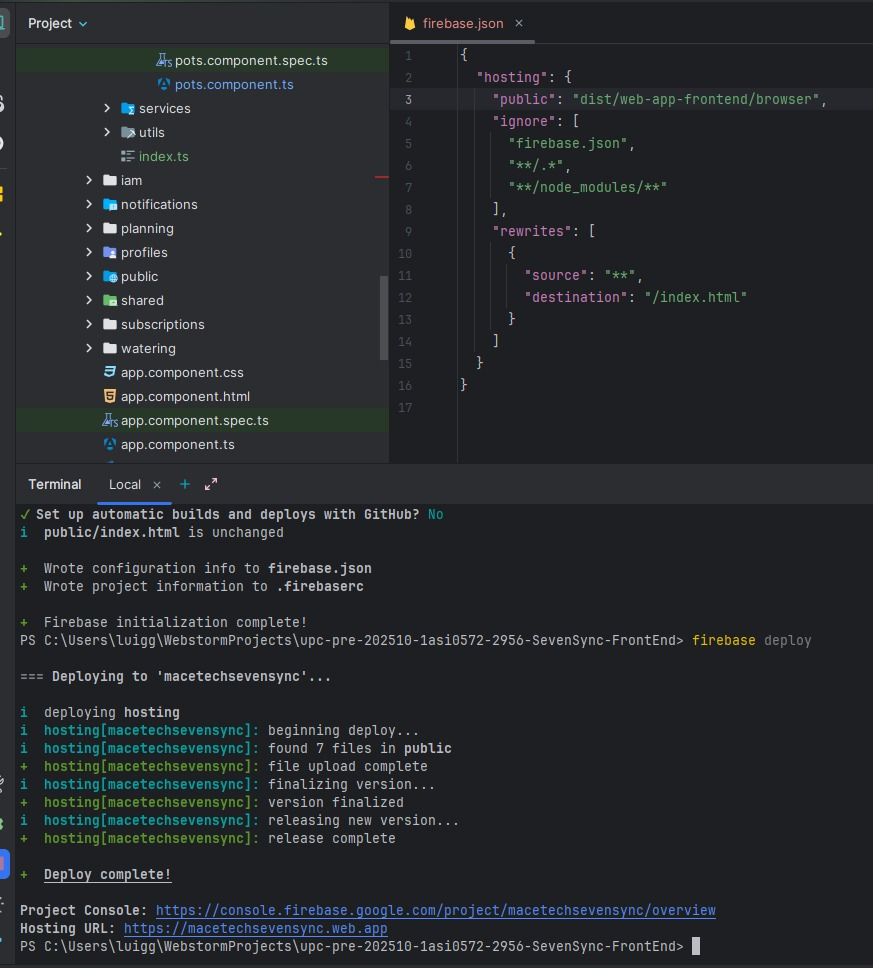 Project
pots.component.spec.ts
pots.component.ts
services
utils
index.ts
iam
notifications
planning
profiles
public
shared
subscriptions
watering
app.component.css
app.component.html
app.component.spec.ts
app.component.ts
firebase.json ×
1 {
2 "hosting": {
3 "public": "dist/web-app-frontend/browser",
4 "ignore": [
5 "firebase.json",
6 "**/.*",
7 "**/node_modules/**"
8 ],
9 "rewrites": [
10 {
11 "source": "**",
12 "destination": "/index.html"
13 }
14 ]
15 }
16 }
17
Terminal Local × +
✓ Set up automatic builds and deploys with GitHub? No
i public/index.html is unchanged
+ Wrote configuration info to firebase.json
+ Wrote project information to .firebaserc
+ Firebase initialization complete!
PS C:\Users\luigg\WebstormProjects\upc-pre-202510-1asi0572-2956-SevenSync-FrontEnd> firebase deploy
=== Deploying to 'macetechsevensync'...
i deploying hosting
i hosting[macetechsevensync]: beginning deploy...
i hosting[macetechsevensync]: found 7 files in public
+ hosting[macetechsevensync]: file upload complete
i hosting[macetechsevensync]: finalizing version...
+ hosting[macetechsevensync]: version finalized
i hosting[macetechsevensync]: releasing new version...
+ hosting[macetechsevensync]: release complete
+ Deploy complete!
Project Console: https://console.firebase.google.com/project/macetechsevensync/overview
Hosting URL: https://macetechsevensync.web.app
PS C:\Users\luigg\WebstormProjects\upc-pre-202510-1asi0572-2956-SevenSync-FrontEnd>